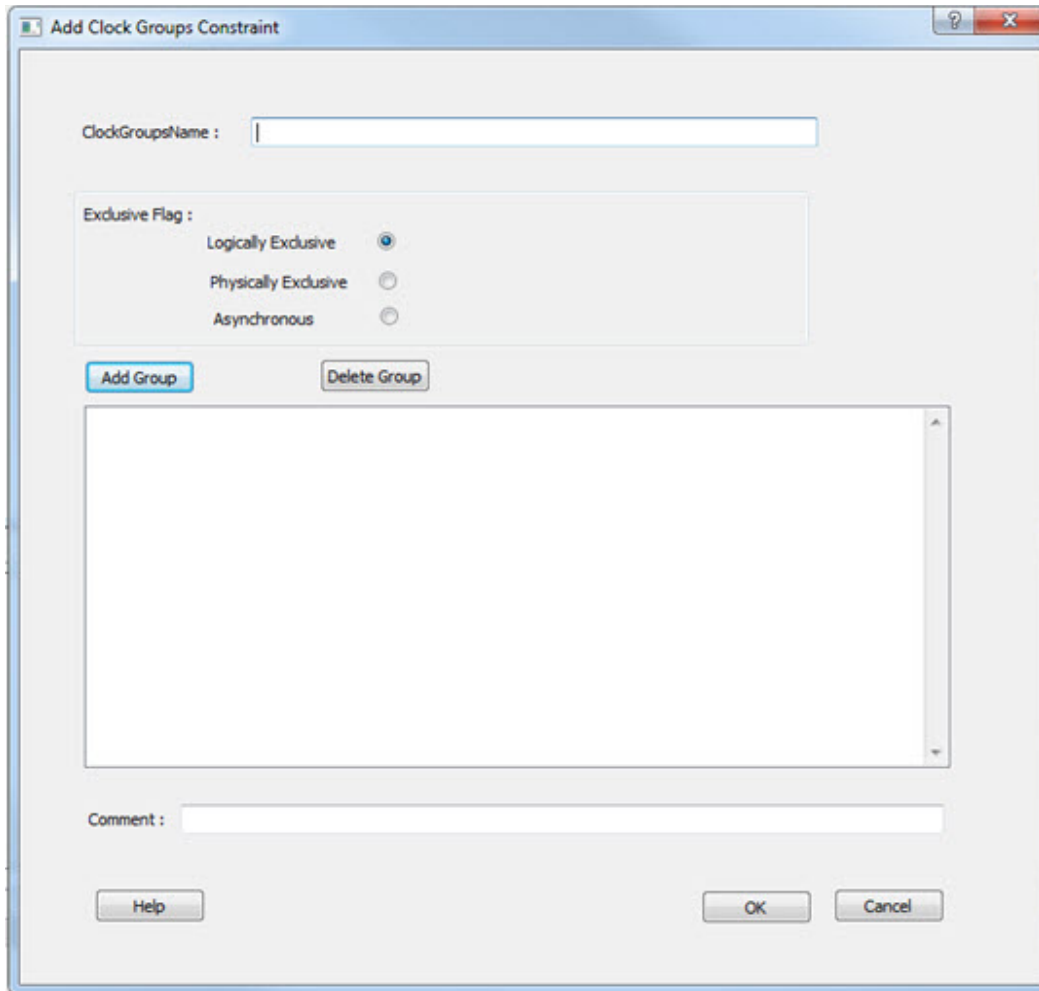 Add Clock Groups Constraint
ClockGroupsName :
Exclusive Flag :
Logically Exclusive
Physically Exclusive
Asynchronous
Add Group Delete Group
Comment :
Help OK Cancel